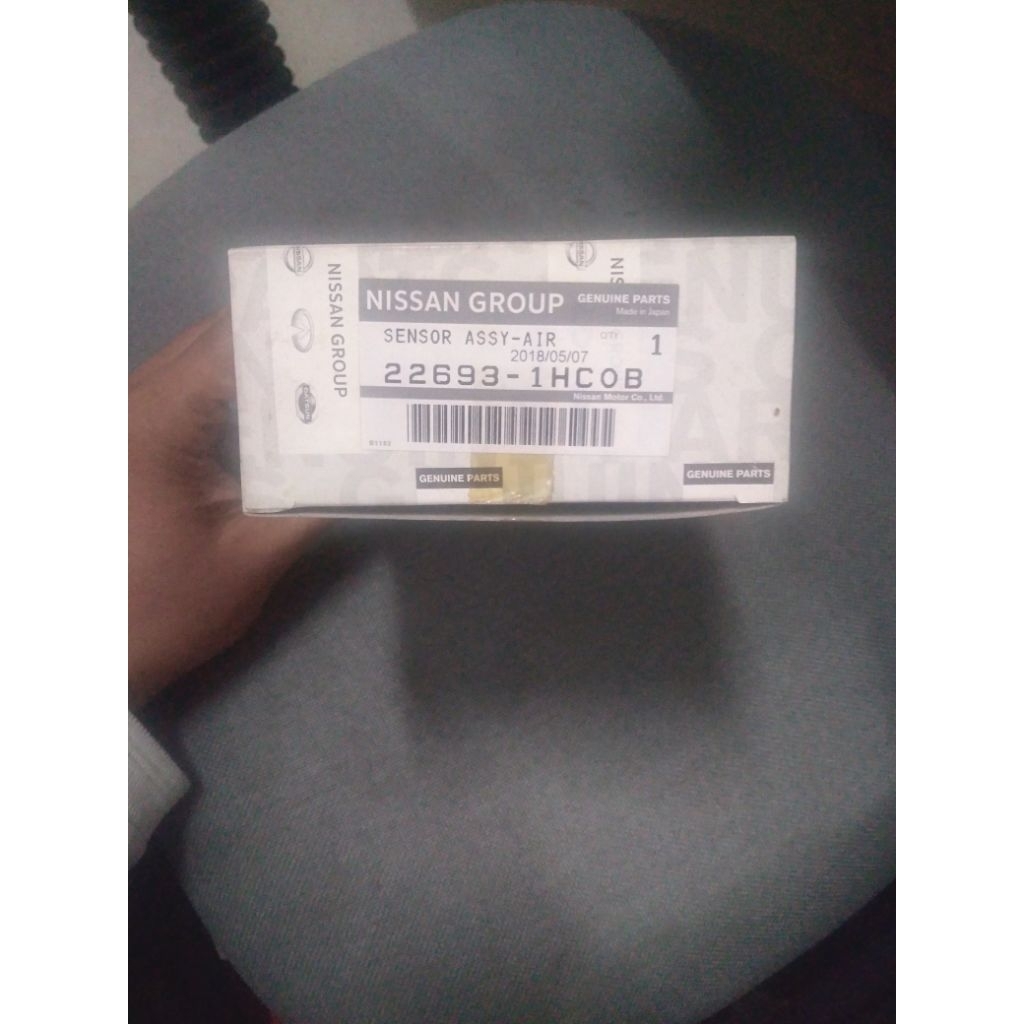 NISSAN GROUP
NIS
NISSAN GROUP GENUINE PARTS
Made in Japan
SENSOR ASSY-AIR QTY 1
2018/05/07
22693-1HC0B
Nissan Motor Co., Ltd.
GENUINE PARTS
GENUINE PARTS